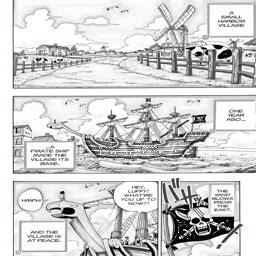 A
SMALL
HARBOR
VILLAGE
ONE
YEAR
AGO...
...A
PIRATE SHIP
MADE THE
VILLAGE ITS
BASE.
HMPH!
HEY,
LUFFY!
WHAT'RE
YOU UP TO
NOW?!
THE
WIND
BLOWS
FROM
THE
EAST.
AND THE
VILLAGE IS
AT PEACE.